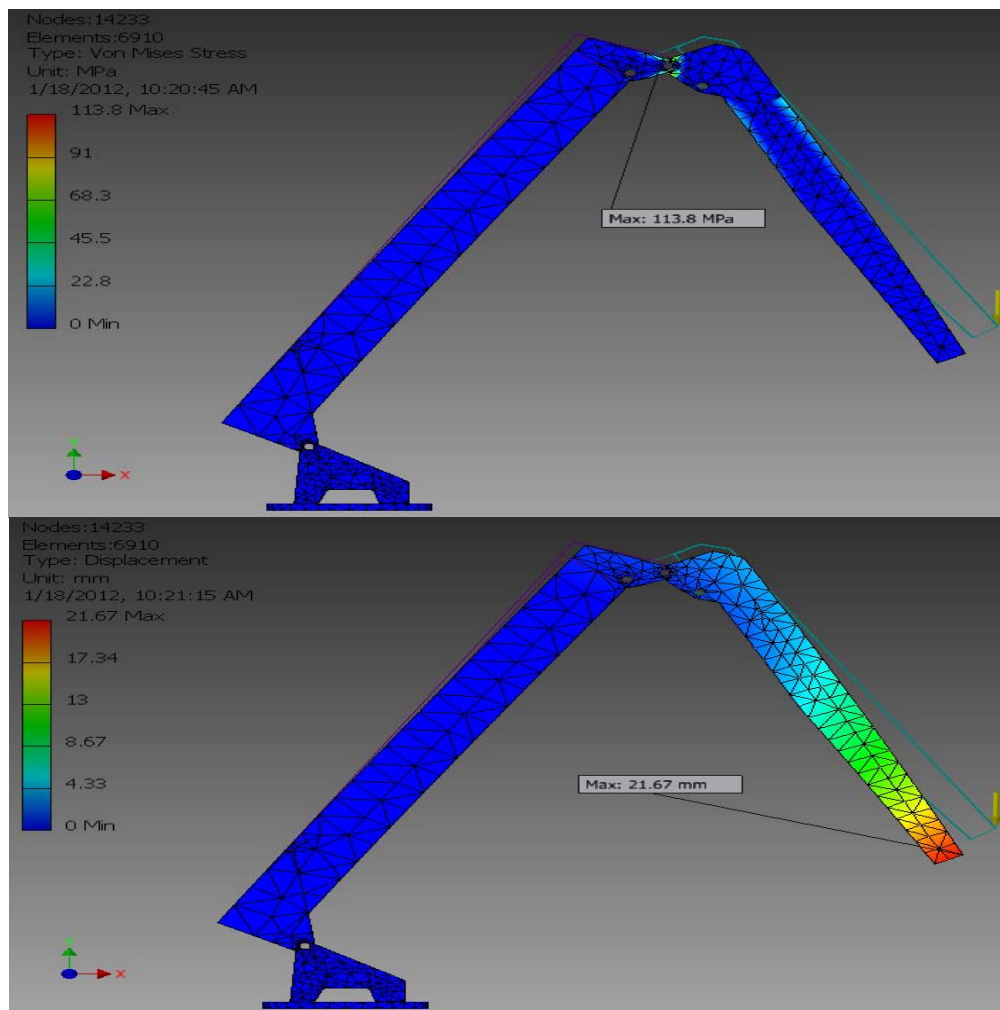 Nodes:14233
Elements:6910
Type: Von Mises Stress
Unit: MPa
1/18/2012, 10:20:45 AM
113.8 Max
91
68.3
45.5
22.8
0 Min
Max: 113.8 MPa
Y
X
Nodes:14233
Elements:6910
Type: Displacement
Unit: mm
1/18/2012, 10:21:15 AM
21.67 Max
17.34
13
8.67
4.33
0 Min
Max: 21.67 mm
Y
X